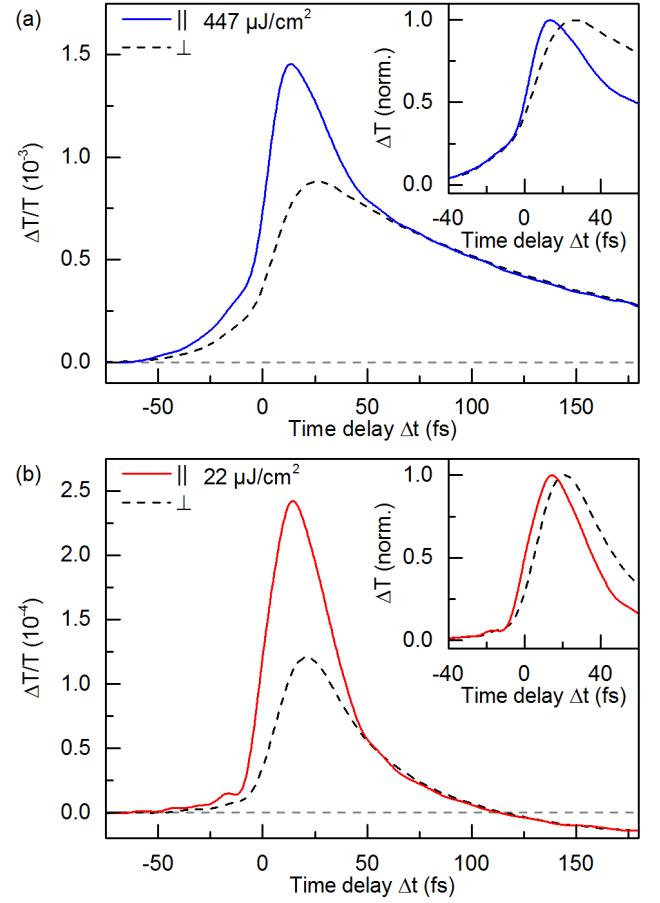 (a)
|| 447 µJ/cm²
⊥
ΔT/T (10⁻³)
1.5
1.0
0.5
0.0
-50 0 50 100 150
Time delay Δt (fs)
ΔT (norm.)
1.0
0.5
0.0
-40 0 40
Time delay Δt (fs)
(b)
|| 22 µJ/cm²
⊥
ΔT/T (10⁻⁴)
2.5
2.0
1.5
1.0
0.5
0.0
-50 0 50 100 150
Time delay Δt (fs)
ΔT (norm.)
1.0
0.5
0.0
-40 0 40
Time delay Δt (fs)